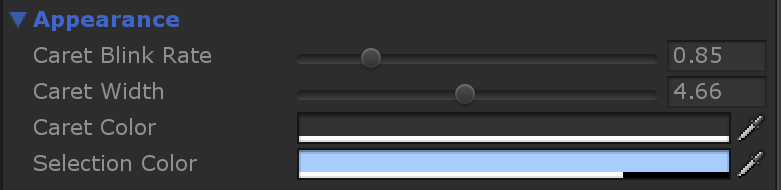 Appearance
Caret Blink Rate 0.85
Caret Width 4.66
Caret Color
Selection Color